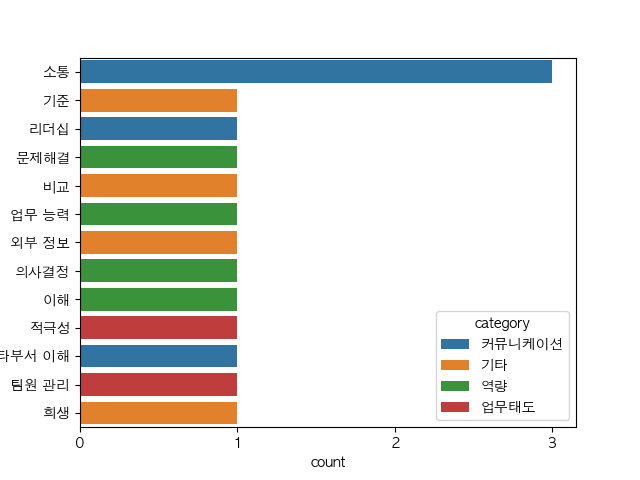 소통
기준
리더십
문제해결
비교
업무 능력
외부 정보
의사결정
이해
적극성
타부서 이해
팀원 관리
희생
category
커뮤니케이션
기타
역량
업무태도
0 1 2 3
count